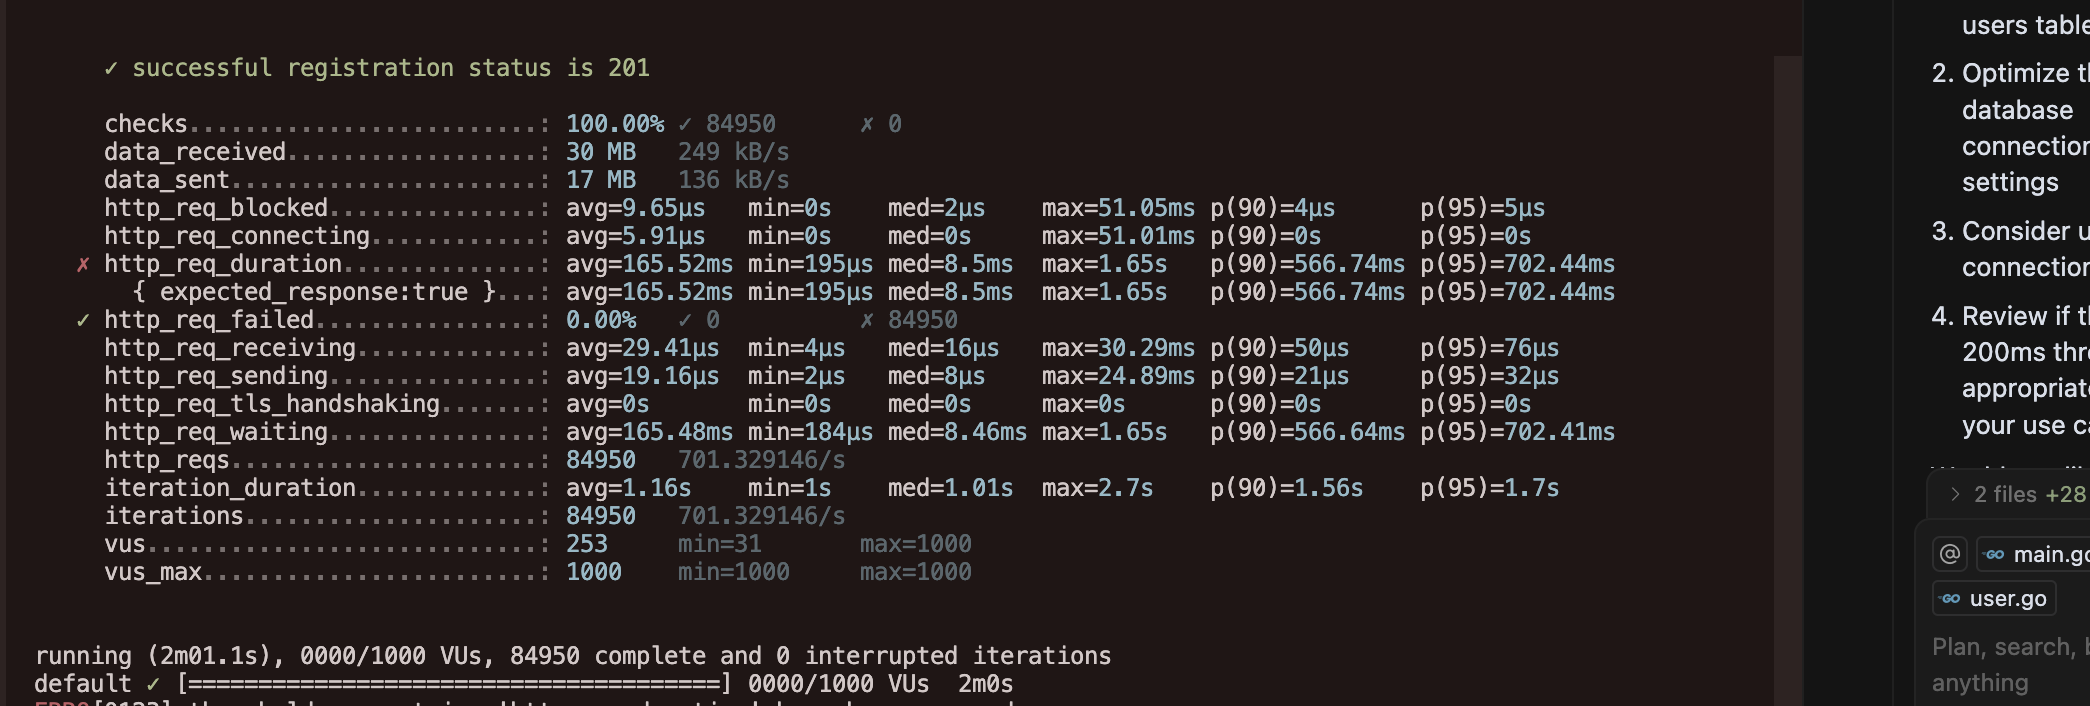 ✓ successful registration status is 201
checks.........................: 100.00% ✓ 84950 ✗ 0
data_received..................: 30 MB 249 kB/s
data_sent......................: 17 MB 136 kB/s
http_req_blocked...............: avg=9.65µs min=0s med=2µs max=51.05ms p(90)=4µs p(95)=5µs
http_req_connecting............: avg=5.91µs min=0s med=0s max=51.01ms p(90)=0s p(95)=0s
✗ http_req_duration..............: avg=165.52ms min=195µs med=8.5ms max=1.65s p(90)=566.74ms p(95)=702.44ms
{ expected_response:true }...: avg=165.52ms min=195µs med=8.5ms max=1.65s p(90)=566.74ms p(95)=702.44ms
✓ http_req_failed................: 0.00% ✓ 0 ✗ 84950
http_req_receiving.............: avg=29.41µs min=4µs med=16µs max=30.29ms p(90)=50µs p(95)=76µs
http_req_sending...............: avg=19.16µs min=2µs med=8µs max=24.89ms p(90)=21µs p(95)=32µs
http_req_tls_handshaking.......: avg=0s min=0s med=0s max=0s p(90)=0s p(95)=0s
http_req_waiting...............: avg=165.48ms min=184µs med=8.46ms max=1.65s p(90)=566.64ms p(95)=702.41ms
http_reqs......................: 84950 701.329146/s
iteration_duration.............: avg=1.16s min=1s med=1.01s max=2.7s p(90)=1.56s p(95)=1.7s
iterations.....................: 84950 701.329146/s
vus............................: 253 min=31 max=1000
vus_max........................: 1000 min=1000 max=1000
running (2m01.1s), 0000/1000 VUs, 84950 complete and 0 interrupted iterations
default ✓ [======================================] 0000/1000 VUs 2m0s
users table
2. Optimize
database
connection
settings
3. Consider
connection
4. Review if
200ms
appropriate
your use
> 2 files +28
@ GO main.go
GO user.go
Plan, search,
anything